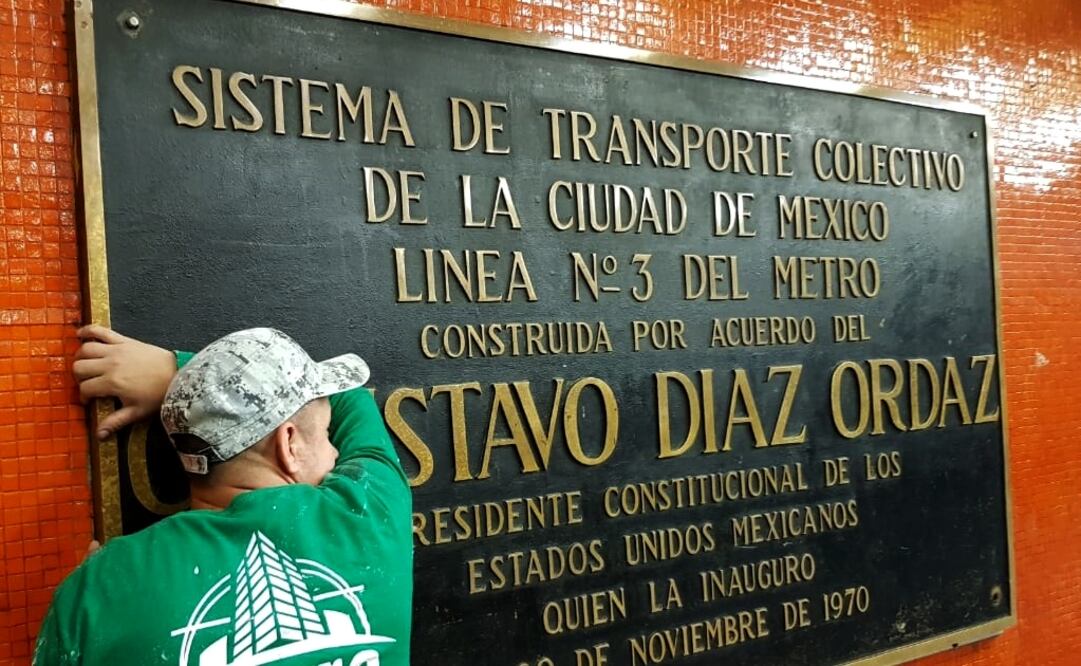 SISTEMA DE TRANSPORTE COLECTIVO
DE LA CIUDAD DE MEXICO
LINEA Nº 3 DEL METRO
CONSTRUIDA POR ACUERDO DEL
STAVO DIAZ ORDAZ
RESIDENTE CONSTITUCIONAL DE LOS
ESTADOS UNIDOS MEXICANOS
QUIEN LA INAUGURO
DE NOVIEMBRE DE 1970